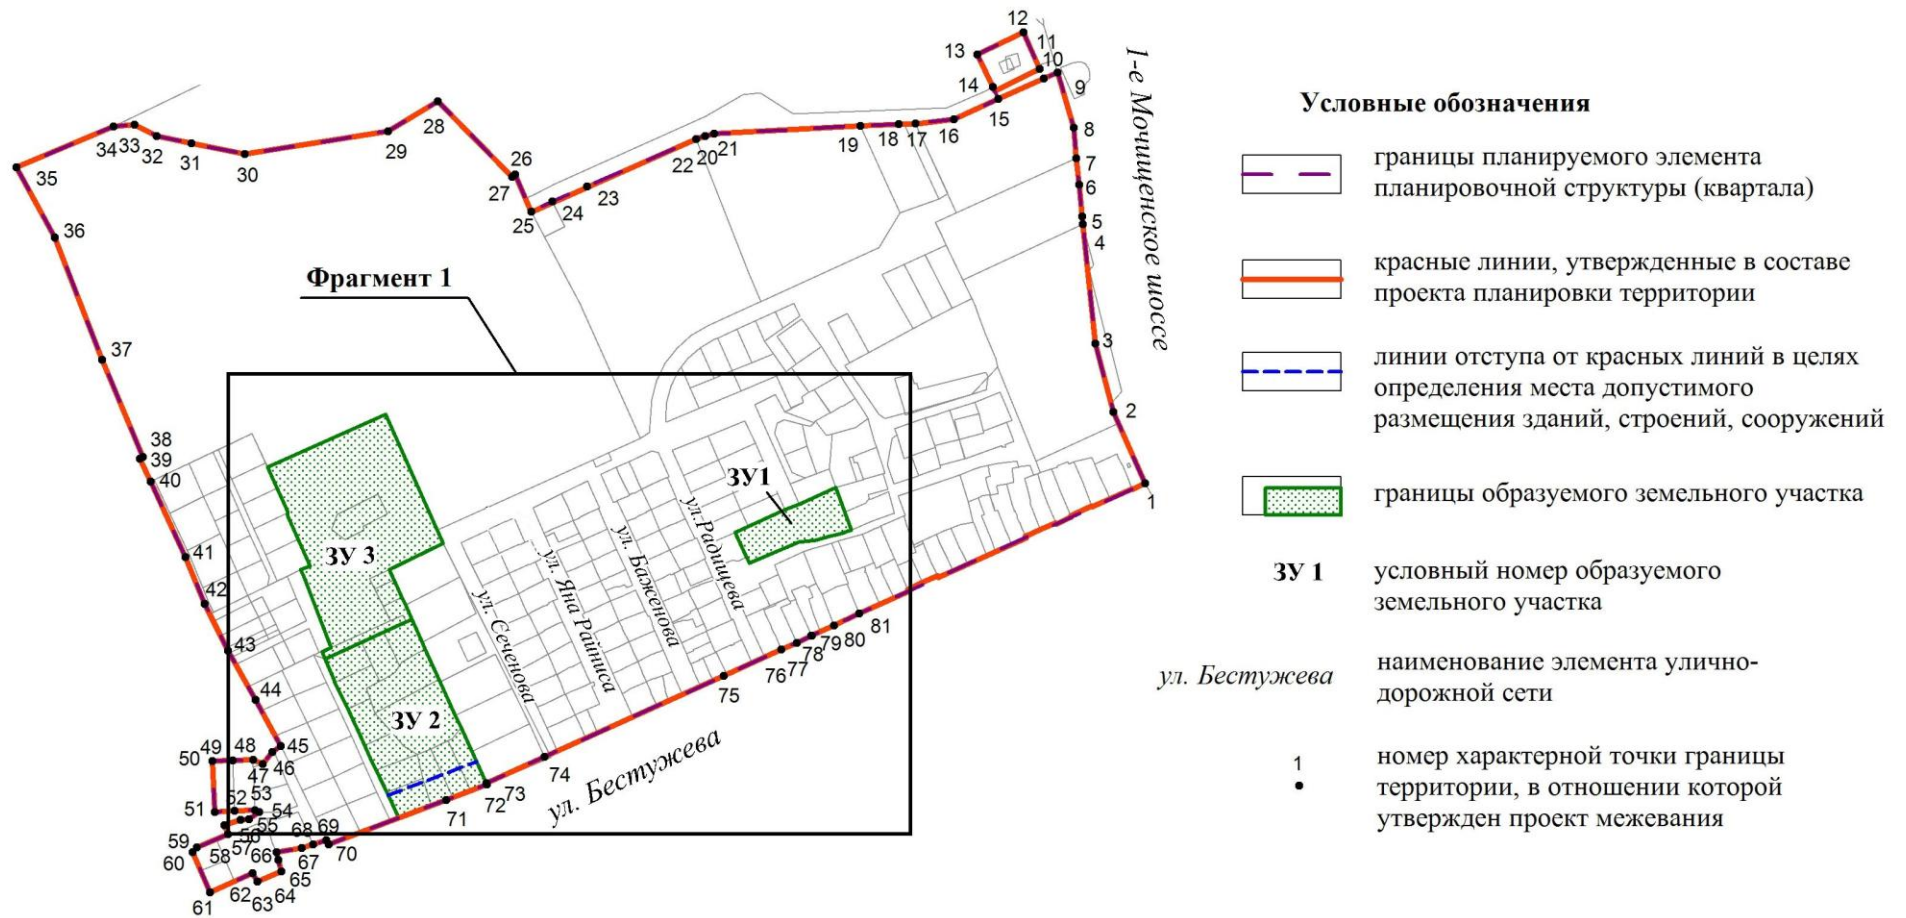 12
11
10
13
14
9
15
16
17
18
19
21
20
22
8
7
6
5
4
3
2
1
1-е Мочищенское шоссе
28
26
27
29
25
24
23
34
33
32
31
30
35
36
37
38
39
40
41
42
43
44
45
46
47
48
49
50
51
52
53
54
55
56
57
58
59
60
61
62
63
64
65
66
67
68
69
70
71
72
73
74
75
76
77
78
79
80
81
Фрагмент 1
ЗУ1
ЗУ 3
ЗУ 2
ул. Сеченова
ул. Яна Райниса
ул. Баженова
ул.Радищева
ул. Бестужева
Условные обозначения
границы планируемого элемента
планировочной структуры (квартала)
красные линии, утвержденные в составе
проекта планировки территории
линии отступа от красных линий в целях
определения места допустимого
размещения зданий, строений, сооружений
границы образуемого земельного участка
ЗУ 1
условный номер образуемого
земельного участка
ул. Бестужева
наименование элемента улично-
дорожной сети
1
номер характерной точки границы
территории, в отношении которой
утвержден проект межевания